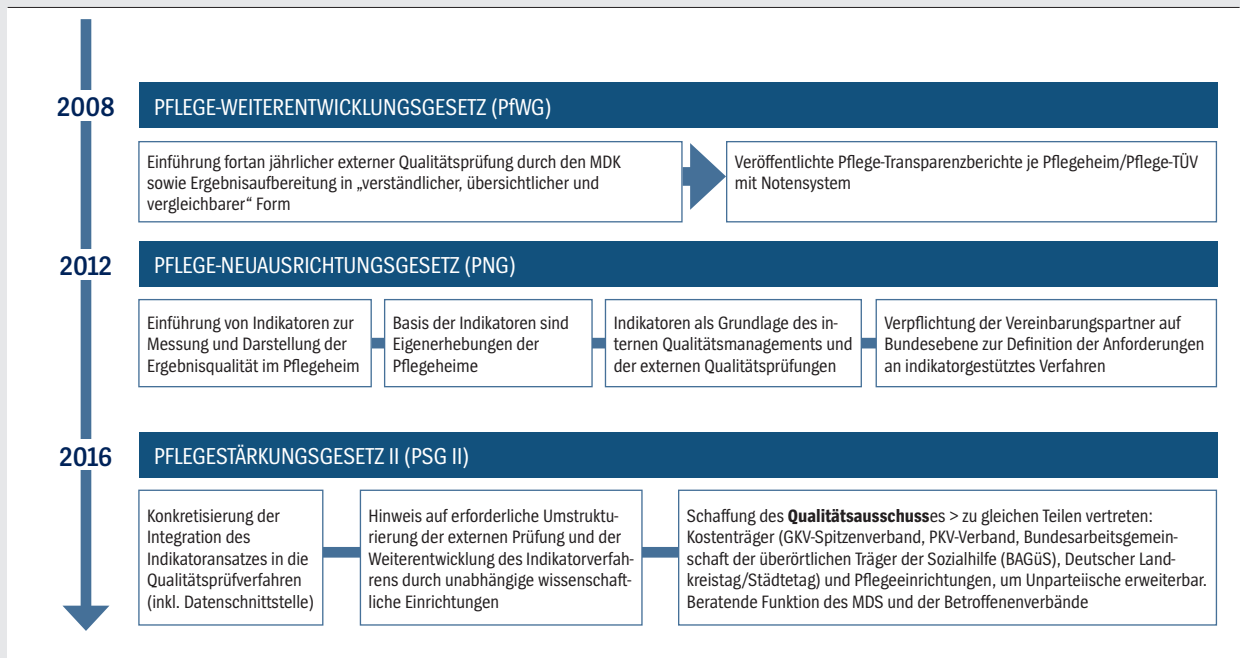 2008
PFLEGE-WEITERENTWICKLUNGSGESETZ (PfWG)
Einführung fortan jährlicher externer Qualitätsprüfung durch den MDK
sowie Ergebnisaufbereitung in „verständlicher, übersichtlicher und
vergleichbarer“ Form
Veröffentlichte Pflege-Transparenzberichte je Pflegeheim/Pflege-TÜV
mit Notensystem
2012
PFLEGE-NEUAUSRICHTUNGSGESETZ (PNG)
Einführung von Indikatoren zur
Messung und Darstellung der
Ergebnisqualität im Pflegeheim
Basis der Indikatoren sind
Eigenerhebungen der
Pflegeheime
Indikatoren als Grundlage des in-
ternen Qualitätsmanagements und
der externen Qualitätsprüfungen
Verpflichtung der Vereinbarungspartner auf
Bundesebene zur Definition der Anforderungen
an indikatorgestütztes Verfahren
2016
PFLEGESTÄRKUNGSGESETZ II (PSG II)
Konkretisierung der
Integration des
Indikatoransatzes in die
Qualitätsprüfverfahren
(inkl. Datenschnittstelle)
Hinweis auf erforderliche Umstruktu-
rierung der externen Prüfung und der
Weiterentwicklung des Indikatorverfah-
rens durch unabhängige wissenschaft-
liche Einrichtungen
Schaffung des Qualitätsausschusses > zu gleichen Teilen vertreten:
Kostenträger (GKV-Spitzenverband, PKV-Verband, Bundesarbeitsgemein-
schaft der überörtlichen Träger der Sozialhilfe (BAGüS), Deutscher Land-
kreistag/Städtetag) und Pflegeeinrichtungen, um Unparteiische erweiterbar.
Beratende Funktion des MDS und der Betroffenenverbände